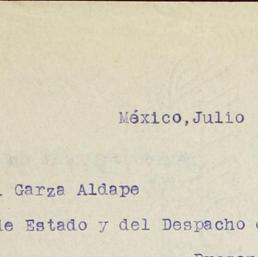 México, Julio
Garza Aldape
de Estado y del Despacho